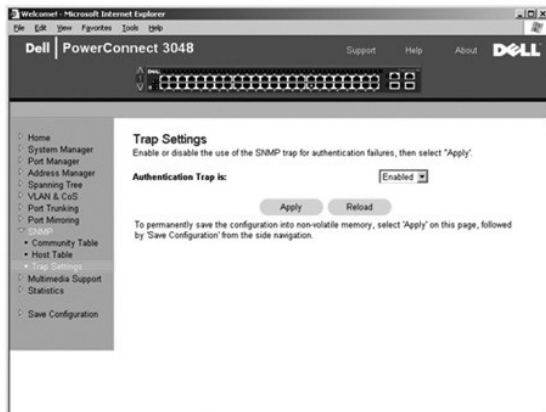 Welcome! - Microsoft Internet Explorer
File Edit View Favorites Tools Help
Dell | PowerConnect 3048
Support Help About DELL
Home
System Manager
Port Manager
Address Manager
Spanning Tree
VLAN & CoS
Port Trunking
Port Mirroring
SNMP
Community Table
Host Table
Trap Settings
Multimedia Support
Statistics
Save Configuration
Trap Settings
Enable or disable the use of the SNMP trap for authentication failures, then select "Apply".
Authentication Trap is: Enabled
Apply Reload
To permanently save the configuration into non-volatile memory, select 'Apply' on this page, followed
by 'Save Configuration' from the side navigation.